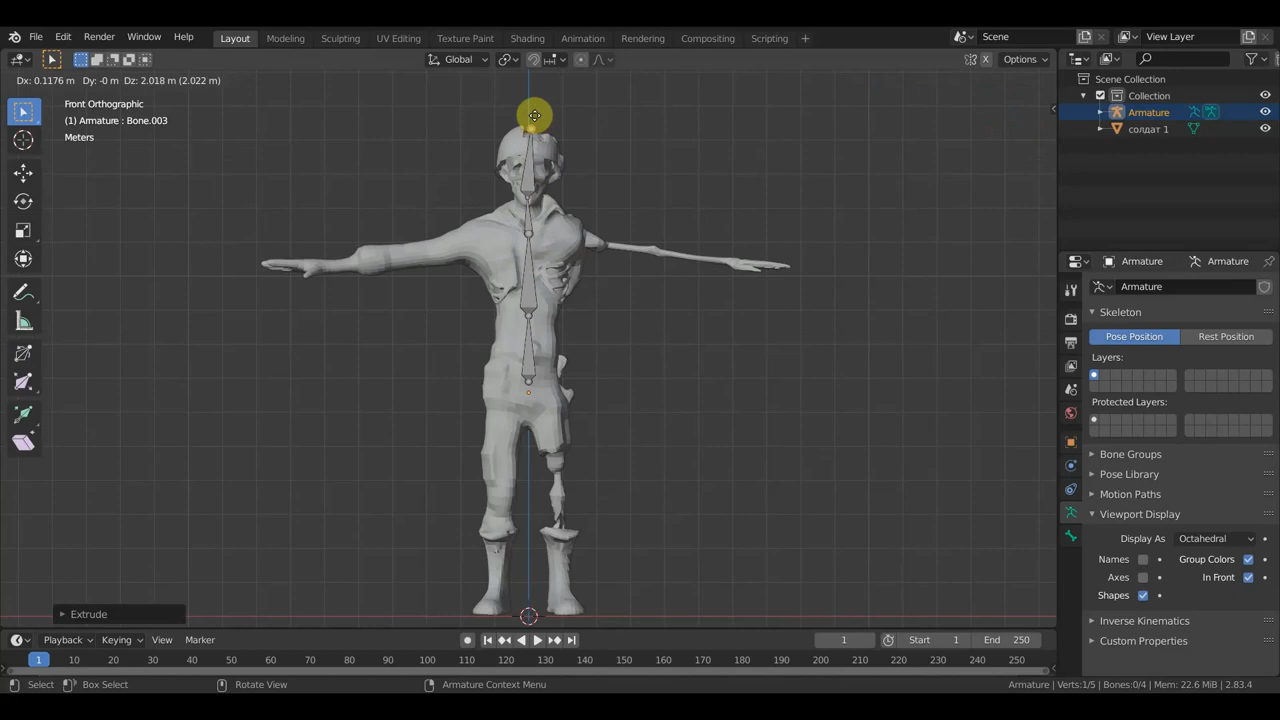 File Edit Render Window Help Layout Modeling Sculpting UV Editing Texture Paint Shading Animation Rendering Compositing Scripting + Scene View Layer
Global X Options
Dx: 0.1176 m Dy: -0 m Dz: 2.018 m (2.022 m)
Front Orthographic
(1) Armature : Bone.003
Meters
Scene Collection
Collection
Armature
солдат 1
Armature Armature
Armature
Skeleton
Pose Position Rest Position
Layers:
Protected Layers:
Bone Groups
Pose Library
Motion Paths
Viewport Display
Display As Octahedral
Names Group Colors
Axes In Front
Shapes
Inverse Kinematics
Custom Properties
Extrude
Playback Keying View Marker 1 Start 1 End 250
1 10 20 30 40 50 60 70 80 90 100 110 120 130 140 150 160 170 180 190 200 210 220 230 240 250
Select Box Select Rotate View Armature Context Menu Armature | Verts:1/5 | Bones:0/4 | Mem: 22.6 MiB | 2.83.4